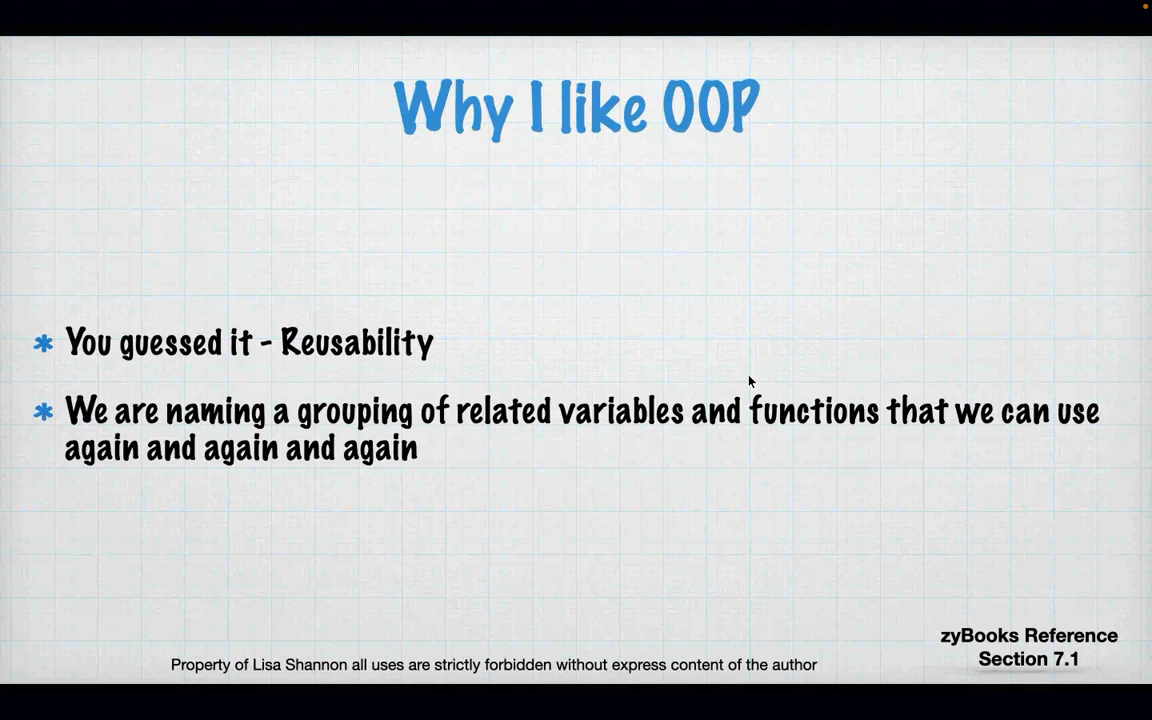 Why I like OOP
* You guessed it - Reusability
* We are naming a grouping of related variables and functions that we can use
again and again and again
zyBooks Reference
Section 7.1
Property of Lisa Shannon all uses are strictly forbidden without express content of the author